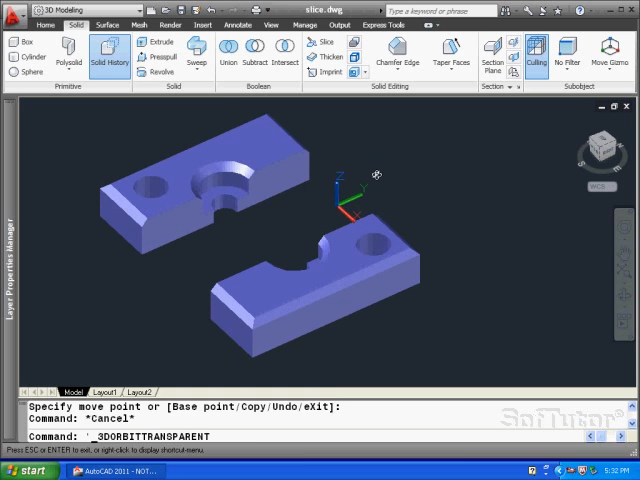 3D Modeling
slice.dwg
Type a keyword or phrase
Home Solid Surface Mesh Render Insert Annotate View Manage Output Express Tools
Box
Cylinder
Sphere
Polysolid
Solid History
Extrude
Presspull
Revolve
Sweep
Union
Subtract
Intersect
Slice
Thicken
Imprint
Chamfer Edge
Taper Faces
Section Plane
Culling
No Filter
Move Gizmo
Primitive
Solid
Boolean
Solid Editing
Section
Subobject
Z
Y
X
WCS
Layer Properties Manager
Model Layout1 Layout2
Specify move point or [Base point/Copy/Undo/eXit]:
Command: *Cancel*
Command: '_3DORBITTRANSPARENT
SofTutor
Press ESC or ENTER to exit, or right-click to display shortcut-menu.
start
AutoCAD 2011 - NOT...
5:32 PM